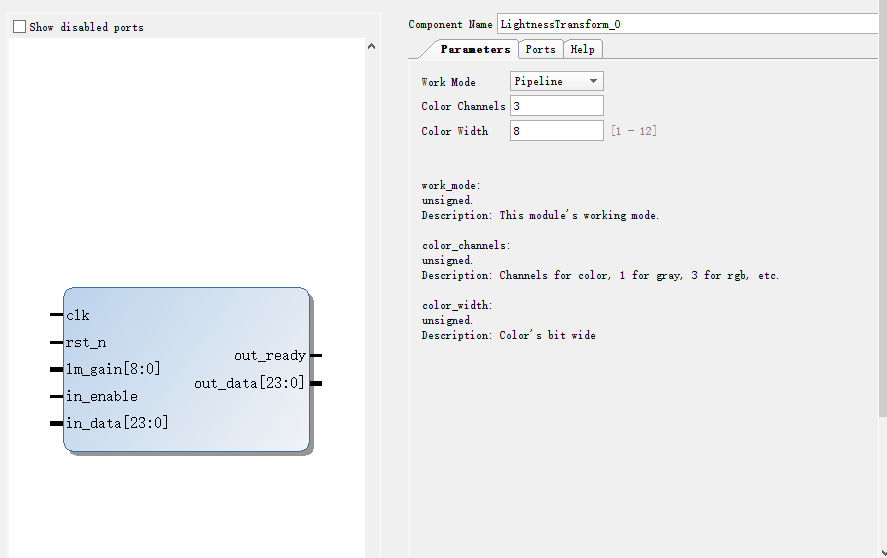 Show disabled ports
clk
rst_n
lm_gain[8:0]
in_enable
in_data[23:0]
out_ready
out_data[23:0]
Component Name LightnessTransform_0
Parameters Ports Help
Work Mode Pipeline
Color Channels 3
Color Width 8 [1 - 12]
work_mode:
unsigned.
Description: This module's working mode.
color_channels:
unsigned.
Description: Channels for color, 1 for gray, 3 for rgb, etc.
color_width:
unsigned.
Description: Color's bit wide